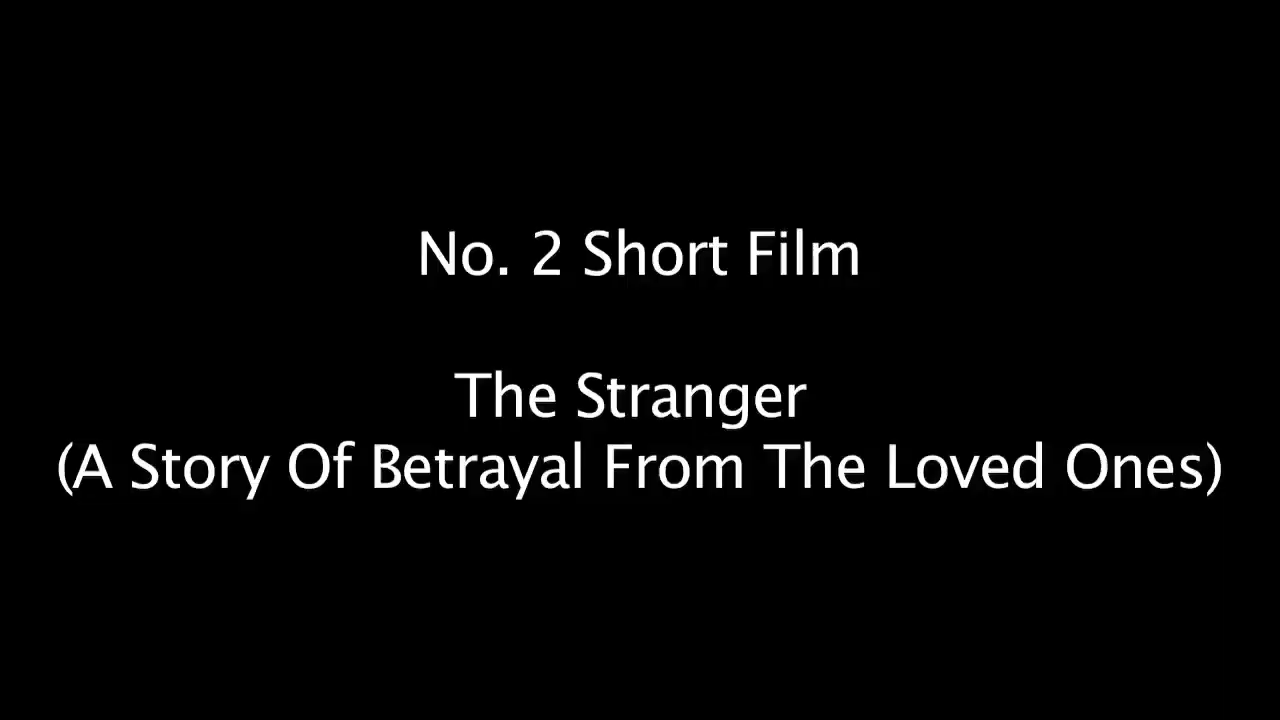 No. 2 Short Film
The Stranger
(A Story Of Betrayal From The Loved Ones)